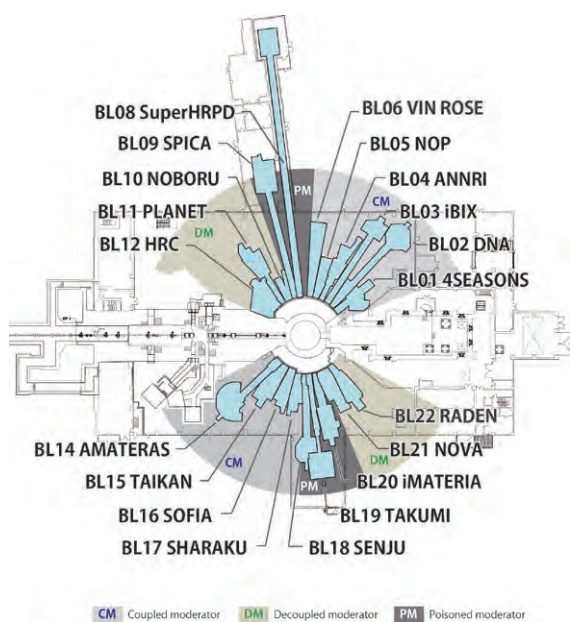 BL08 SuperHRPD
BL09 SPICA
BL10 NOBORU
BL11 PLANET
BL12 HRC
BL06 VIN ROSE
BL05 NOP
BL04 ANNRI
BL03 iBIX
BL02 DNA
BL01 4SEASONS
PM
CM
DM
BL14 AMATERAS
BL15 TAIKAN
BL16 SOFIA
BL17 SHARAKU
BL18 SENJU
BL19 TAKUMI
BL20 iMATERIA
BL21 NOVA
BL22 RADEN
CM
PM
DM
CM Coupled moderator DM Decoupled moderator PM Poisoned moderator